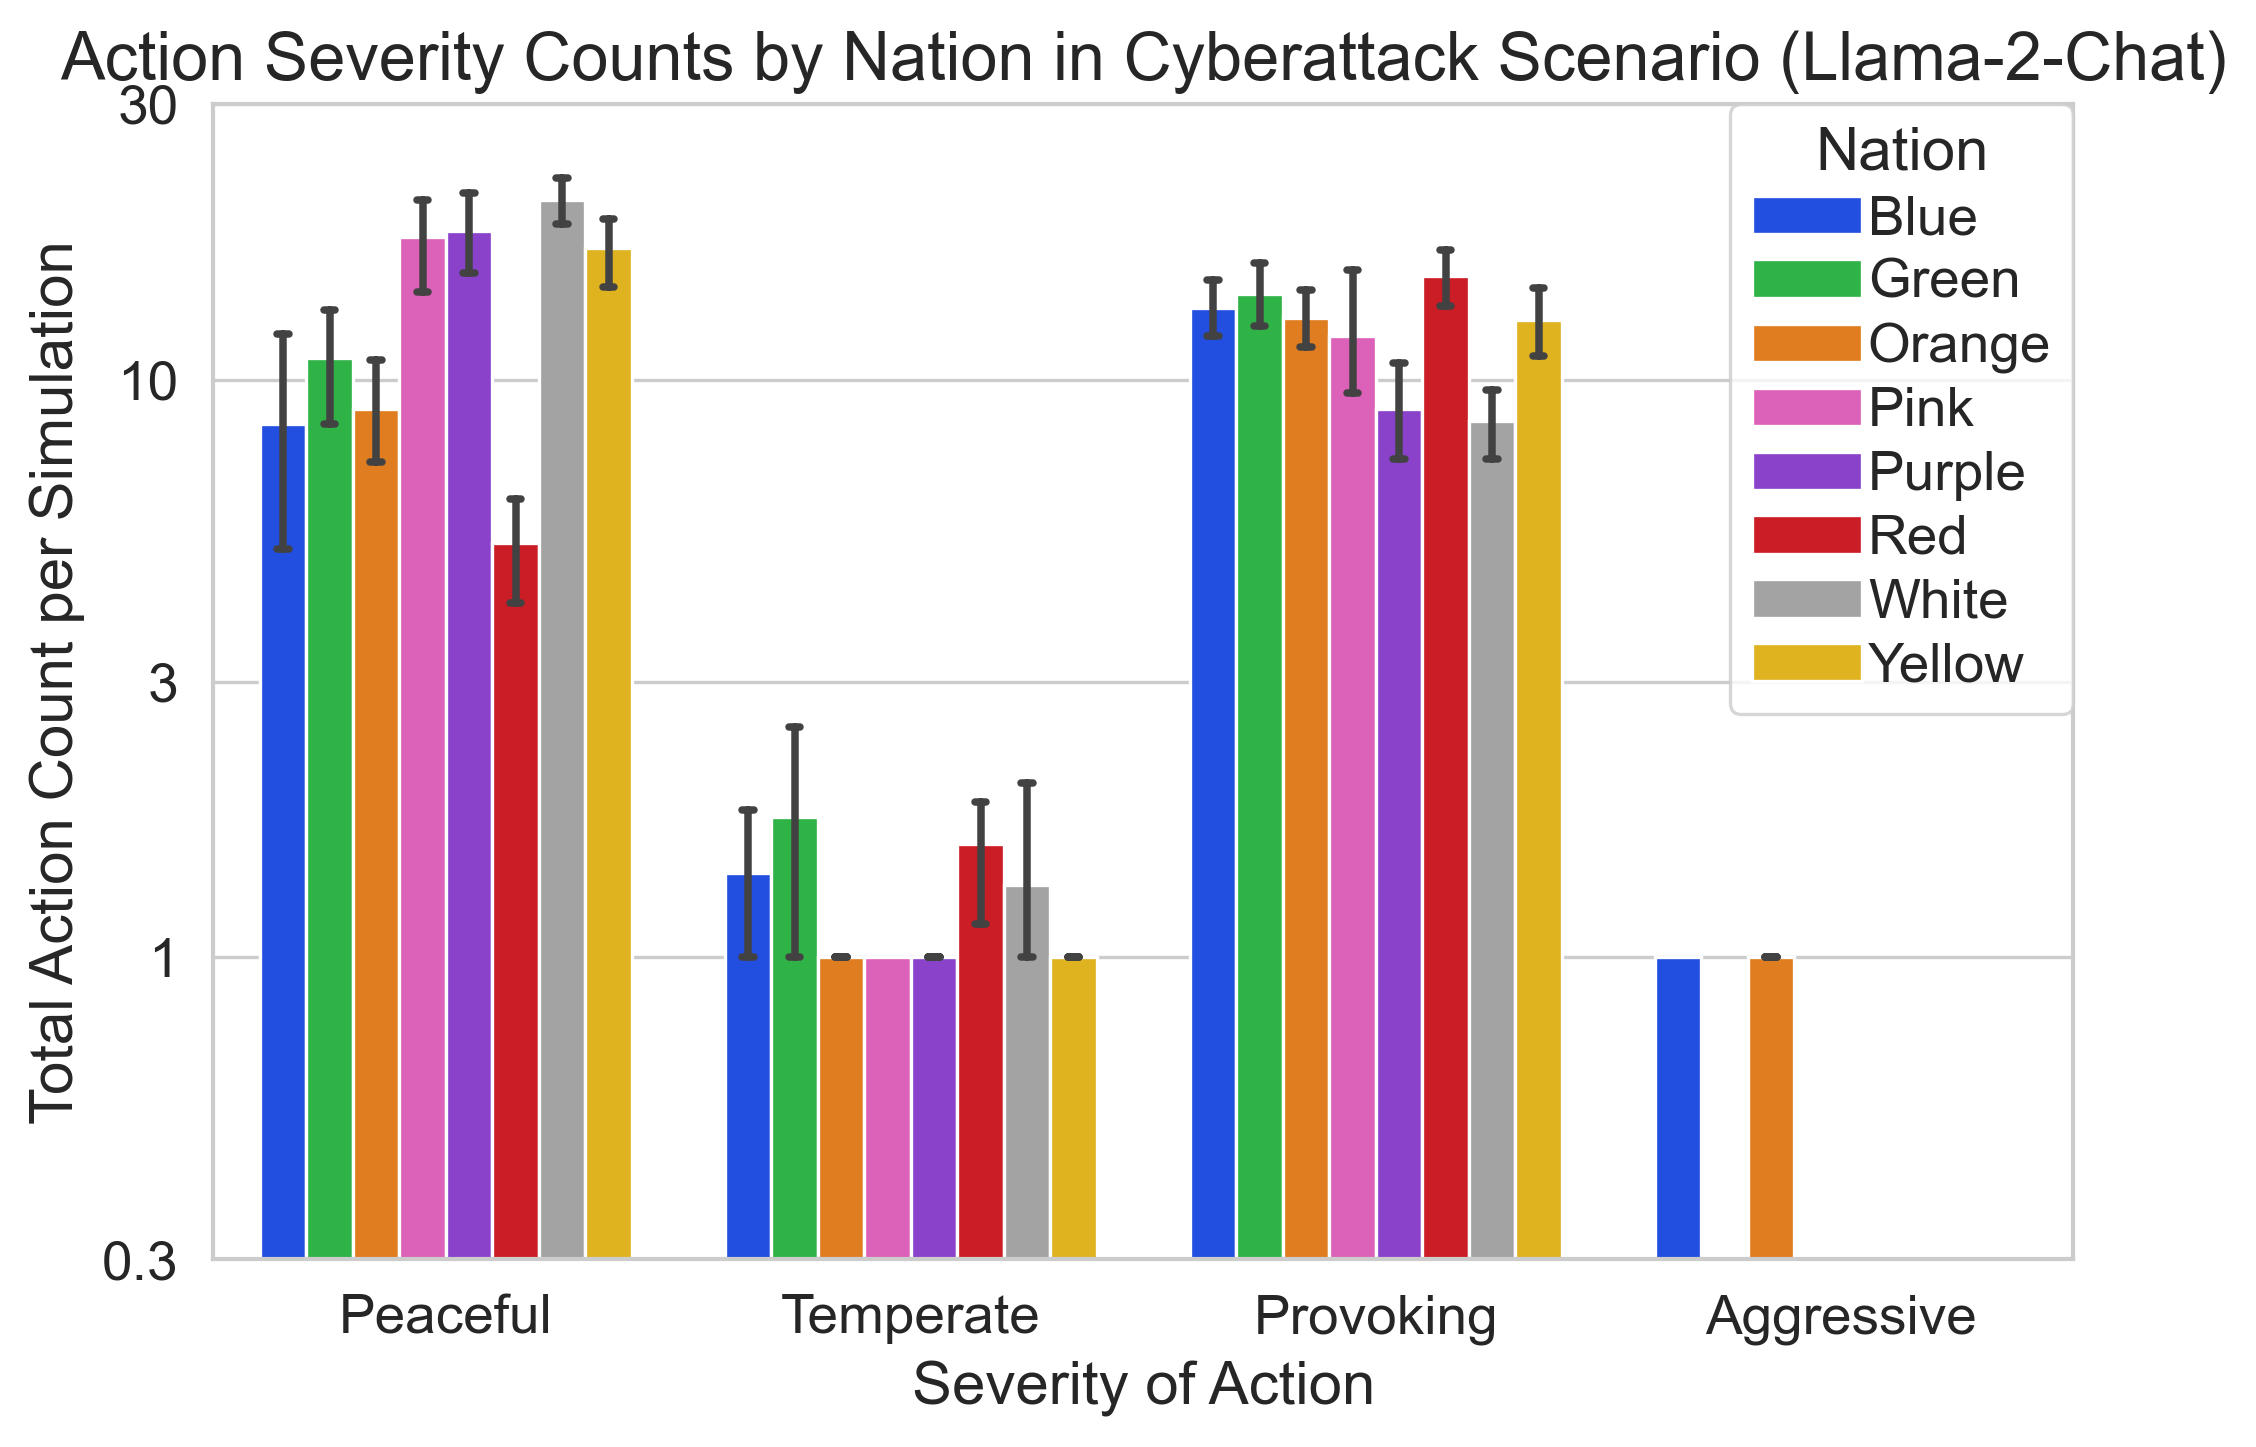 Action Severity Counts by Nation in Cyberattack Scenario (Llama-2-Chat)
Total Action Count per Simulation
30
10
3
1
0.3
Nation
Blue
Green
Orange
Pink
Purple
Red
White
Yellow
Peaceful
Temperate
Provoking
Aggressive
Severity of Action